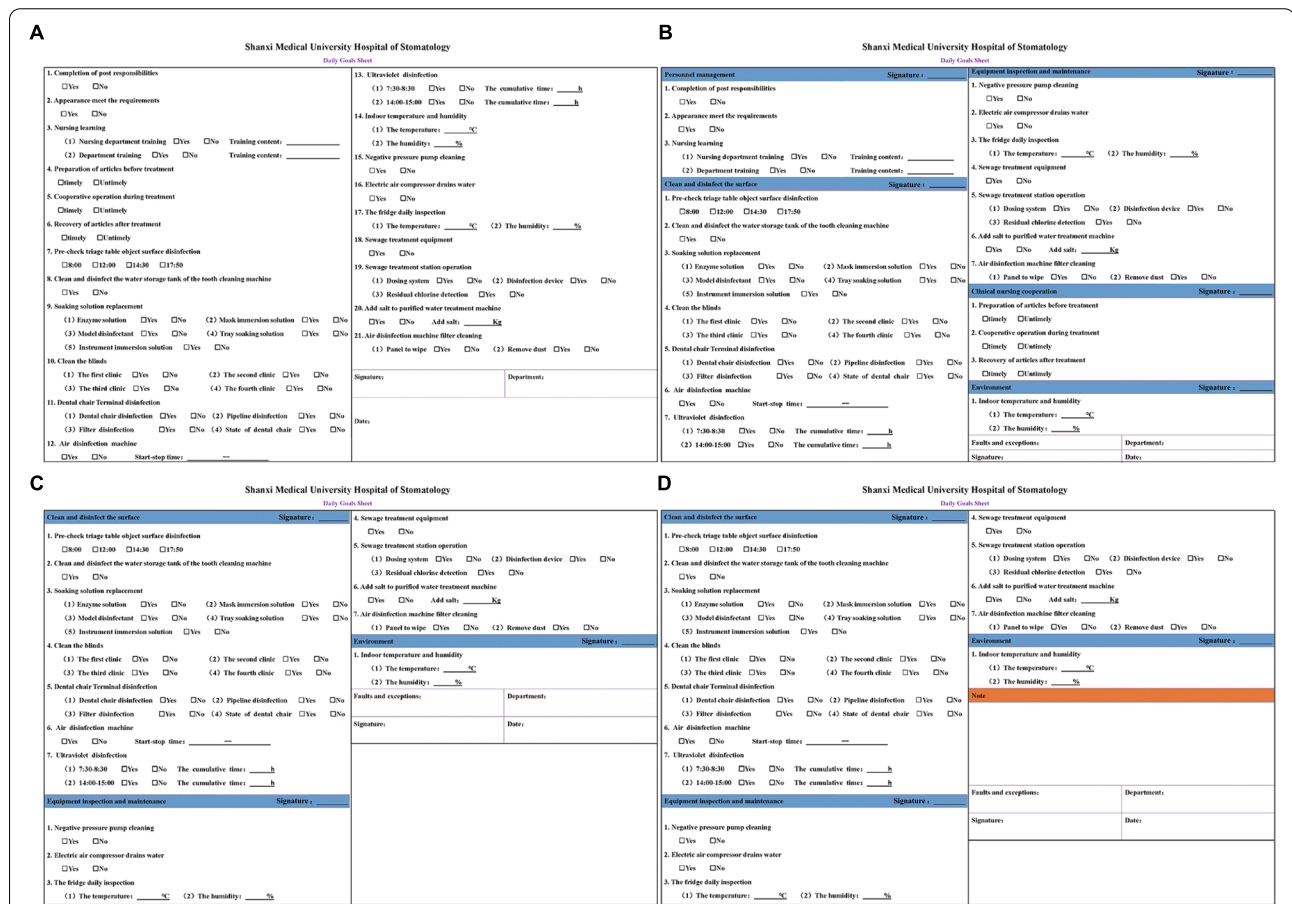 A
Shanxi Medical University Hospital of Stomatology
Daily Goals Sheet
1. Completion of post responsibilities
☐Yes ☐No
2. Appearance meet the requirements
☐Yes ☐No
3. Nursing learning
(1) Nursing department training ☐Yes ☐No Training content: ________
(2) Department training ☐Yes ☐No Training content: ________
4. Preparation of articles before treatment
☐timely ☐Untimely
5. Cooperative operation during treatment
☐timely ☐Untimely
6. Recovery of articles after treatment
☐timely ☐Untimely
7. Pre-check triage table object surface disinfection
☐8:00 ☐12:00 ☐14:30 ☐17:50
8. Clean and disinfect the water storage tank of the tooth cleaning machine
☐Yes ☐No
9. Soaking solution replacement
(1) Enzyme solution ☐Yes ☐No (2) Mask immersion solution ☐Yes ☐No
(3) Model disinfectant ☐Yes ☐No (4) Tray soaking solution ☐Yes ☐No
(5) Instrument immersion solution ☐Yes ☐No
10. Clean the blinds
(1) The first clinic ☐Yes ☐No (2) The second clinic ☐Yes ☐No
(3) The third clinic ☐Yes ☐No (4) The fourth clinic ☐Yes ☐No
11. Dental chair Terminal disinfection
(1) Dental chair disinfection ☐Yes ☐No (2) Pipeline disinfection ☐Yes ☐No
(3) Filter disinfection ☐Yes ☐No (4) State of dental chair ☐Yes ☐No
12. Air disinfection machine
☐Yes ☐No Start-stop time: ____—____
13. Ultraviolet disinfection
(1) 7:30-8:30 ☐Yes ☐No The cumulative time: ____h
(2) 14:00-15:00 ☐Yes ☐No The cumulative time: ____h
14. Indoor temperature and humidity
(1) The temperature: ____°C
(2) The humidity: ____%
15. Negative pressure pump cleaning
☐Yes ☐No
16. Electric air compressor drains water
☐Yes ☐No
17. The fridge daily inspection
(1) The temperature: ____°C (2) The humidity: ____%
18. Sewage treatment equipment
☐Yes ☐No
19. Sewage treatment station operation
(1) Dosing system ☐Yes ☐No (2) Disinfection device ☐Yes ☐No
(3) Residual chlorine detection ☐Yes ☐No
20. Add salt to purified water treatment machine
☐Yes ☐No Add salt: ____Kg
21. Air disinfection machine filter cleaning
(1) Panel to wipe ☐Yes ☐No (2) Remove dust ☐Yes ☐No
Signature: Department:
Date:
B
Shanxi Medical University Hospital of Stomatology
Daily Goals Sheet
Personnel management Signature: ____
1. Completion of post responsibilities
☐Yes ☐No
2. Appearance meet the requirements
☐Yes ☐No
3. Nursing learning
(1) Nursing department training ☐Yes ☐No Training content: ________
(2) Department training ☐Yes ☐No Training content: ________
Clean and disinfect the surface Signature: ____
1. Pre-check triage table object surface disinfection
☐8:00 ☐12:00 ☐14:30 ☐17:50
2. Clean and disinfect the water storage tank of the tooth cleaning machine
☐Yes ☐No
3. Soaking solution replacement
(1) Enzyme solution ☐Yes ☐No (2) Mask immersion solution ☐Yes ☐No
(3) Model disinfectant ☐Yes ☐No (4) Tray soaking solution ☐Yes ☐No
(5) Instrument immersion solution ☐Yes ☐No
4. Clean the blinds
(1) The first clinic ☐Yes ☐No (2) The second clinic ☐Yes ☐No
(3) The third clinic ☐Yes ☐No (4) The fourth clinic ☐Yes ☐No
5. Dental chair Terminal disinfection
(1) Dental chair disinfection ☐Yes ☐No (2) Pipeline disinfection ☐Yes ☐No
(3) Filter disinfection ☐Yes ☐No (4) State of dental chair ☐Yes ☐No
6. Air disinfection machine
☐Yes ☐No Start-stop time: ____—____
7. Ultraviolet disinfection
(1) 7:30-8:30 ☐Yes ☐No The cumulative time: ____h
(2) 14:00-15:00 ☐Yes ☐No The cumulative time: ____h
Equipment inspection and maintenance Signature: ____
1. Negative pressure pump cleaning
☐Yes ☐No
2. Electric air compressor drains water
☐Yes ☐No
3. The fridge daily inspection
(1) The temperature: ____°C (2) The humidity: ____%
4. Sewage treatment equipment
☐Yes ☐No
5. Sewage treatment station operation
(1) Dosing system ☐Yes ☐No (2) Disinfection device ☐Yes ☐No
(3) Residual chlorine detection ☐Yes ☐No
6. Add salt to purified water treatment machine
☐Yes ☐No Add salt: ____Kg
7. Air disinfection machine filter cleaning
(1) Panel to wipe ☐Yes ☐No (2) Remove dust ☐Yes ☐No
Clinical nursing cooperation Signature: ____
1. Preparation of articles before treatment
☐timely ☐Untimely
2. Cooperative operation during treatment
☐timely ☐Untimely
3. Recovery of articles after treatment
☐timely ☐Untimely
Environment Signature: ____
1. Indoor temperature and humidity
(1) The temperature: ____°C
(2) The humidity: ____%
Faults and exceptions: Department:
Signature: Date:
C
Shanxi Medical University Hospital of Stomatology
Daily Goals Sheet
Clean and disinfect the surface Signature: ____
1. Pre-check triage table object surface disinfection
☐8:00 ☐12:00 ☐14:30 ☐17:50
2. Clean and disinfect the water storage tank of the tooth cleaning machine
☐Yes ☐No
3. Soaking solution replacement
(1) Enzyme solution ☐Yes ☐No (2) Mask immersion solution ☐Yes ☐No
(3) Model disinfectant ☐Yes ☐No (4) Tray soaking solution ☐Yes ☐No
(5) Instrument immersion solution ☐Yes ☐No
4. Clean the blinds
(1) The first clinic ☐Yes ☐No (2) The second clinic ☐Yes ☐No
(3) The third clinic ☐Yes ☐No (4) The fourth clinic ☐Yes ☐No
5. Dental chair Terminal disinfection
(1) Dental chair disinfection ☐Yes ☐No (2) Pipeline disinfection ☐Yes ☐No
(3) Filter disinfection ☐Yes ☐No (4) State of dental chair ☐Yes ☐No
6. Air disinfection machine
☐Yes ☐No Start-stop time: ____—____
7. Ultraviolet disinfection
(1) 7:30-8:30 ☐Yes ☐No The cumulative time: ____h
(2) 14:00-15:00 ☐Yes ☐No The cumulative time: ____h
Equipment inspection and maintenance Signature: ____
1. Negative pressure pump cleaning
☐Yes ☐No
2. Electric air compressor drains water
☐Yes ☐No
3. The fridge daily inspection
(1) The temperature: ____°C (2) The humidity: ____%
4. Sewage treatment equipment
☐Yes ☐No
5. Sewage treatment station operation
(1) Dosing system ☐Yes ☐No (2) Disinfection device ☐Yes ☐No
(3) Residual chlorine detection ☐Yes ☐No
6. Add salt to purified water treatment machine
☐Yes ☐No Add salt: ____Kg
7. Air disinfection machine filter cleaning
(1) Panel to wipe ☐Yes ☐No (2) Remove dust ☐Yes ☐No
Environment Signature: ____
1. Indoor temperature and humidity
(1) The temperature: ____°C
(2) The humidity: ____%
Faults and exceptions: Department:
Signature: Date:
D
Shanxi Medical University Hospital of Stomatology
Daily Goals Sheet
Clean and disinfect the surface Signature: ____
1. Pre-check triage table object surface disinfection
☐8:00 ☐12:00 ☐14:30 ☐17:50
2. Clean and disinfect the water storage tank of the tooth cleaning machine
☐Yes ☐No
3. Soaking solution replacement
(1) Enzyme solution ☐Yes ☐No (2) Mask immersion solution ☐Yes ☐No
(3) Model disinfectant ☐Yes ☐No (4) Tray soaking solution ☐Yes ☐No
(5) Instrument immersion solution ☐Yes ☐No
4. Clean the blinds
(1) The first clinic ☐Yes ☐No (2) The second clinic ☐Yes ☐No
(3) The third clinic ☐Yes ☐No (4) The fourth clinic ☐Yes ☐No
5. Dental chair Terminal disinfection
(1) Dental chair disinfection ☐Yes ☐No (2) Pipeline disinfection ☐Yes ☐No
(3) Filter disinfection ☐Yes ☐No (4) State of dental chair ☐Yes ☐No
6. Air disinfection machine
☐Yes ☐No Start-stop time: ____—____
7. Ultraviolet disinfection
(1) 7:30-8:30 ☐Yes ☐No The cumulative time: ____h
(2) 14:00-15:00 ☐Yes ☐No The cumulative time: ____h
Equipment inspection and maintenance Signature: ____
1. Negative pressure pump cleaning
☐Yes ☐No
2. Electric air compressor drains water
☐Yes ☐No
3. The fridge daily inspection
(1) The temperature: ____°C (2) The humidity: ____%
4. Sewage treatment equipment
☐Yes ☐No
5. Sewage treatment station operation
(1) Dosing system ☐Yes ☐No (2) Disinfection device ☐Yes ☐No
(3) Residual chlorine detection ☐Yes ☐No
6. Add salt to purified water treatment machine
☐Yes ☐No Add salt: ____Kg
7. Air disinfection machine filter cleaning
(1) Panel to wipe ☐Yes ☐No (2) Remove dust ☐Yes ☐No
Environment Signature: ____
1. Indoor temperature and humidity
(1) The temperature: ____°C
(2) The humidity: ____%
Note
Faults and exceptions: Department:
Signature: Date: